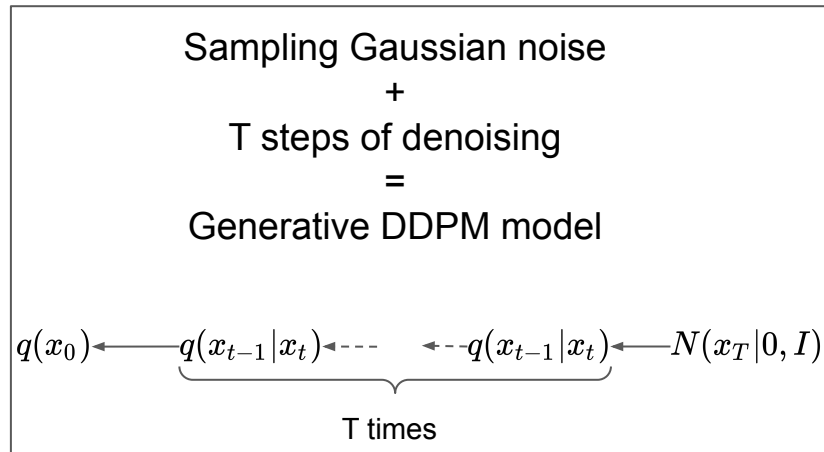 Sampling Gaussian noise
+
T steps of denoising
=
Generative DDPM model
q(x_0) ← q(x_{t-1}|x_t) ⇠ ⇠ q(x_{t-1}|x_t) ← N(x_T|0, I)
T times